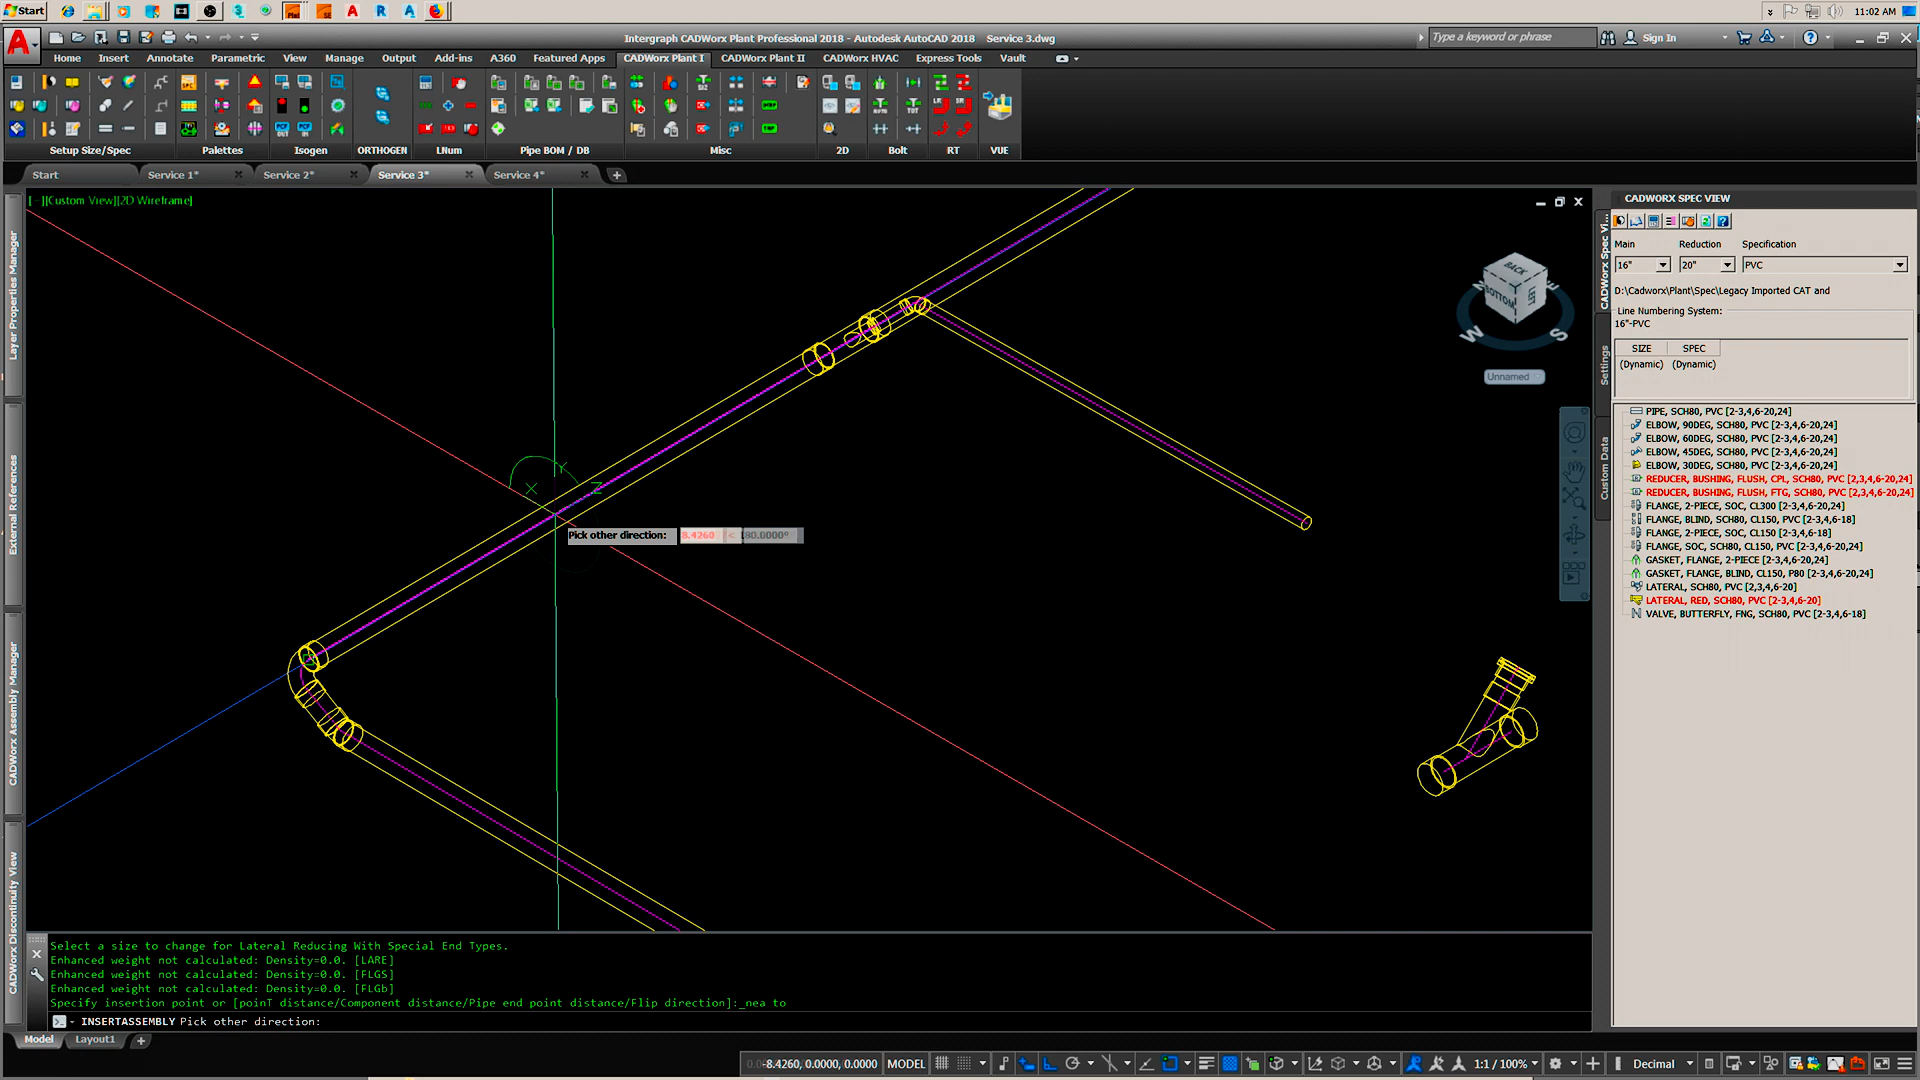 Start
11:02 AM
Intergraph CADWorx Plant Professional 2018 - Autodesk AutoCAD 2018 Service 3.dwg
Type a keyword or phrase
Sign In
Home Insert Annotate Parametric View Manage Output Add-ins A360 Featured Apps CADWorx Plant I CADWorx Plant II CADWorx HVAC Express Tools Vault
Setup Size/Spec Palettes Isogen ORTHOGEN LNum Pipe BOM / DB Misc 2D Bolt RT VUE
Start Service 1* Service 2* Service 3* Service 4*
[−][Custom View][2D Wireframe]
Layer Properties Manager
External References
CADWorx Assembly Manager
CADWorx Discontinuity View
X
Y
Z
Pick other direction: 8.4260 < 180.0000°
BACK
BOTTOM
W
S
Unnamed
CADWorx Spec Vi...
Settings
Custom Data
CADWORX SPEC VIEW
Main Reduction Specification
16" 20" PVC
D:\Cadworx\Plant\Spec\Legacy Imported CAT and
Line Numbering System:
16"-PVC
SIZE SPEC
(Dynamic) (Dynamic)
PIPE, SCH80, PVC [2-3,4,6-20,24]
ELBOW, 90DEG, SCH80, PVC [2-3,4,6-20,24]
ELBOW, 60DEG, SCH80, PVC [2-3,4,6-20,24]
ELBOW, 45DEG, SCH80, PVC [2-3,4,6-20,24]
ELBOW, 30DEG, SCH80, PVC [2-3,4,6-20,24]
REDUCER, BUSHING, FLUSH, CPL, SCH80, PVC [2,3,4,6-20,24]
REDUCER, BUSHING, FLUSH, FTG, SCH80, PVC [2,3,4,6-20,24]
FLANGE, 2-PIECE, SOC, CL300 [2-3,4,6-20,24]
FLANGE, BLIND, SCH80, CL150, PVC [2-3,4,6-18]
FLANGE, 2-PIECE, SOC, CL150 [2-3,4,6-18]
FLANGE, SOC, SCH80, CL150, PVC [2-3,4,6-20,24]
GASKET, FLANGE, 2-PIECE [2-3,4,6-20,24]
GASKET, FLANGE, BLIND, CL150, P80 [2-3,4,6-20,24]
LATERAL, SCH80, PVC [2,3,4,6-20]
LATERAL, RED, SCH80, PVC [2-3,4,6-20]
VALVE, BUTTERFLY, FNG, SCH80, PVC [2-3,4,6-18]
Select a size to change for Lateral Reducing With Special End Types.
Enhanced weight not calculated: Density=0.0. [LARE]
Enhanced weight not calculated: Density=0.0. [FLGS]
Enhanced weight not calculated: Density=0.0. [FLGb]
Specify insertion point or [poinT distance/Component distance/Pipe end point distance/Flip direction]:_nea to
INSERTASSEMBLY Pick other direction:
Model Layout1
-8.4260, 0.0000, 0.0000 MODEL 1:1 / 100% Decimal